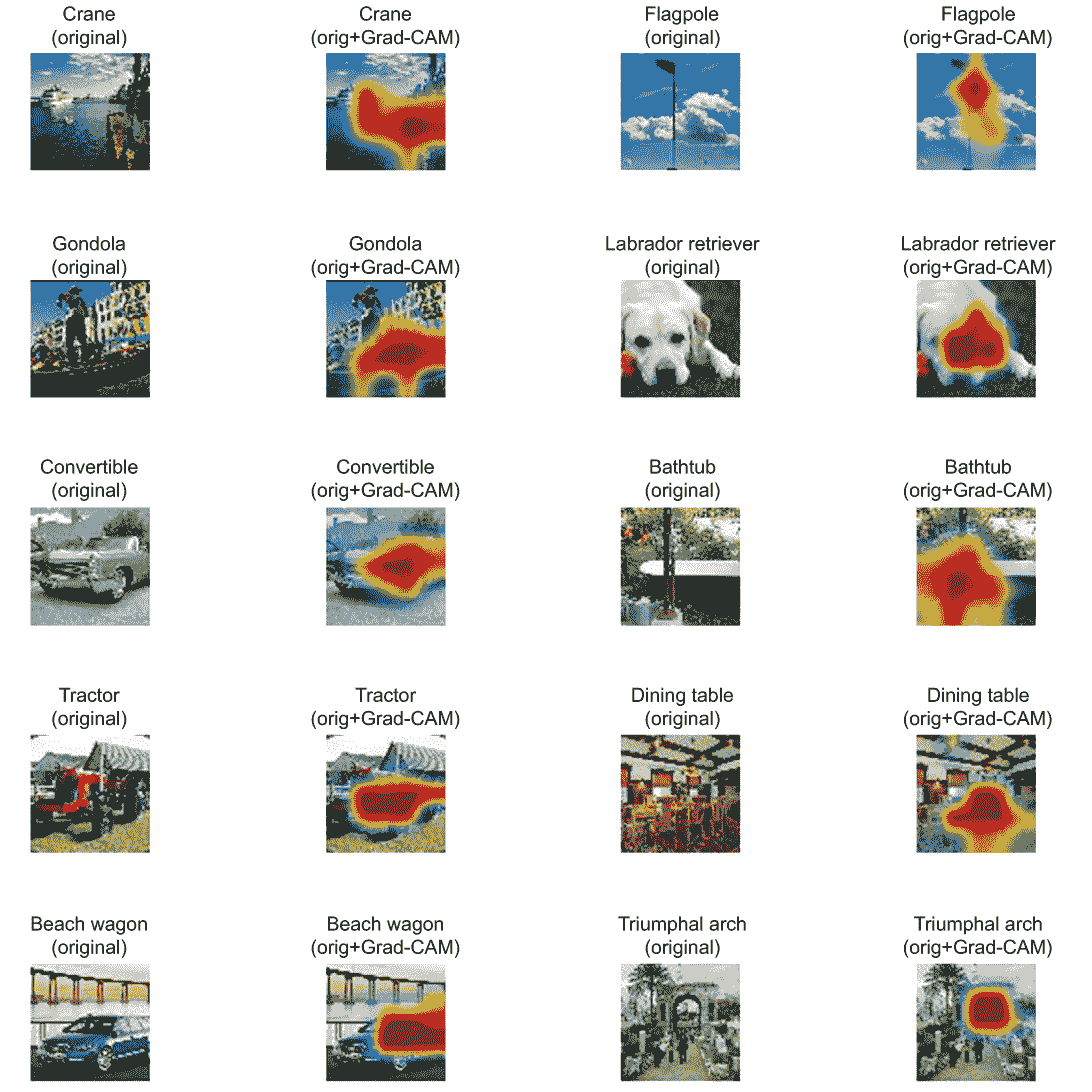 Crane
(original)
Crane
(orig+Grad-CAM)
Flagpole
(original)
Flagpole
(orig+Grad-CAM)
Gondola
(original)
Gondola
(orig+Grad-CAM)
Labrador retriever
(original)
Labrador retriever
(orig+Grad-CAM)
Convertible
(original)
Convertible
(orig+Grad-CAM)
Bathtub
(original)
Bathtub
(orig+Grad-CAM)
Tractor
(original)
Tractor
(orig+Grad-CAM)
Dining table
(original)
Dining table
(orig+Grad-CAM)
Beach wagon
(original)
Beach wagon
(orig+Grad-CAM)
Triumphal arch
(original)
Triumphal arch
(orig+Grad-CAM)